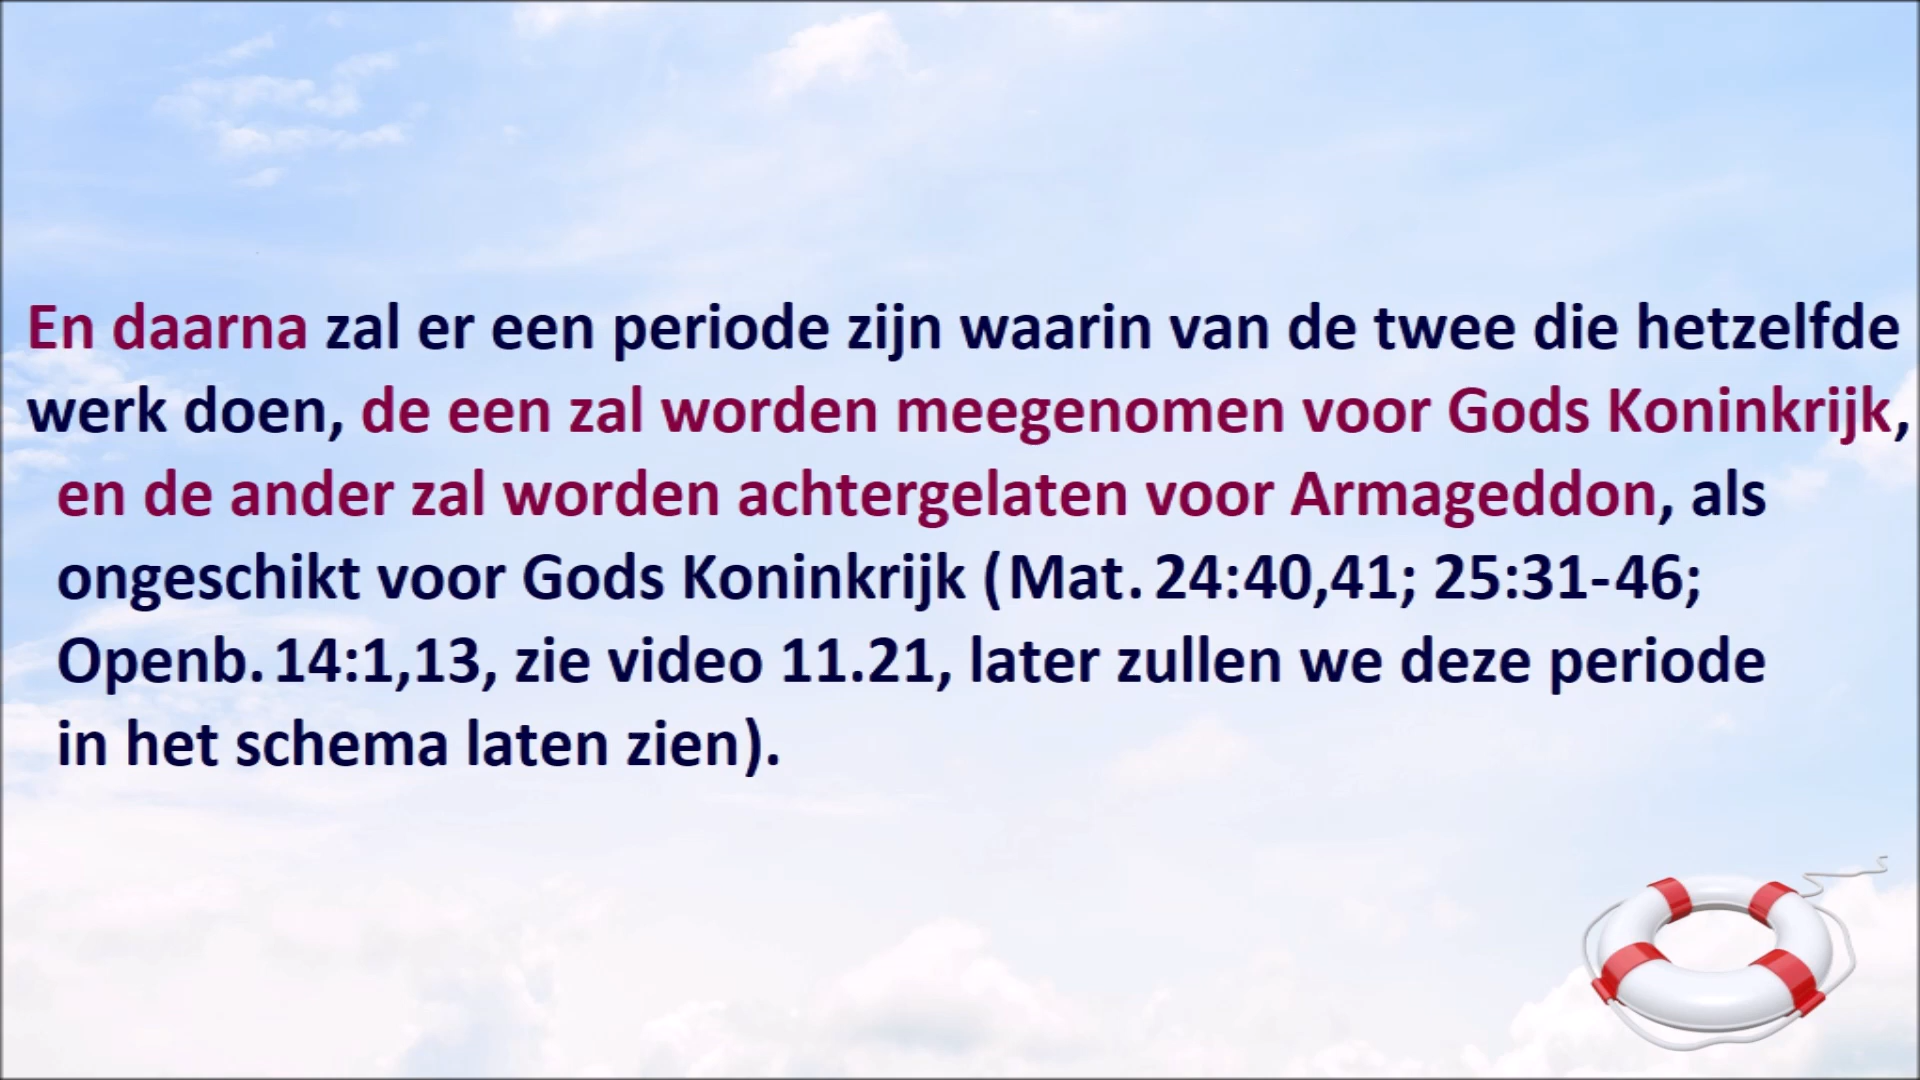 En daarna zal er een periode zijn waarin van de twee die hetzelfde
werk doen, de een zal worden meegenomen voor Gods Koninkrijk,
en de ander zal worden achtergelaten voor Armageddon, als
ongeschikt voor Gods Koninkrijk (Mat. 24:40,41; 25:31-46;
Openb. 14:1,13, zie video 11.21, later zullen we deze periode
in het schema laten zien).